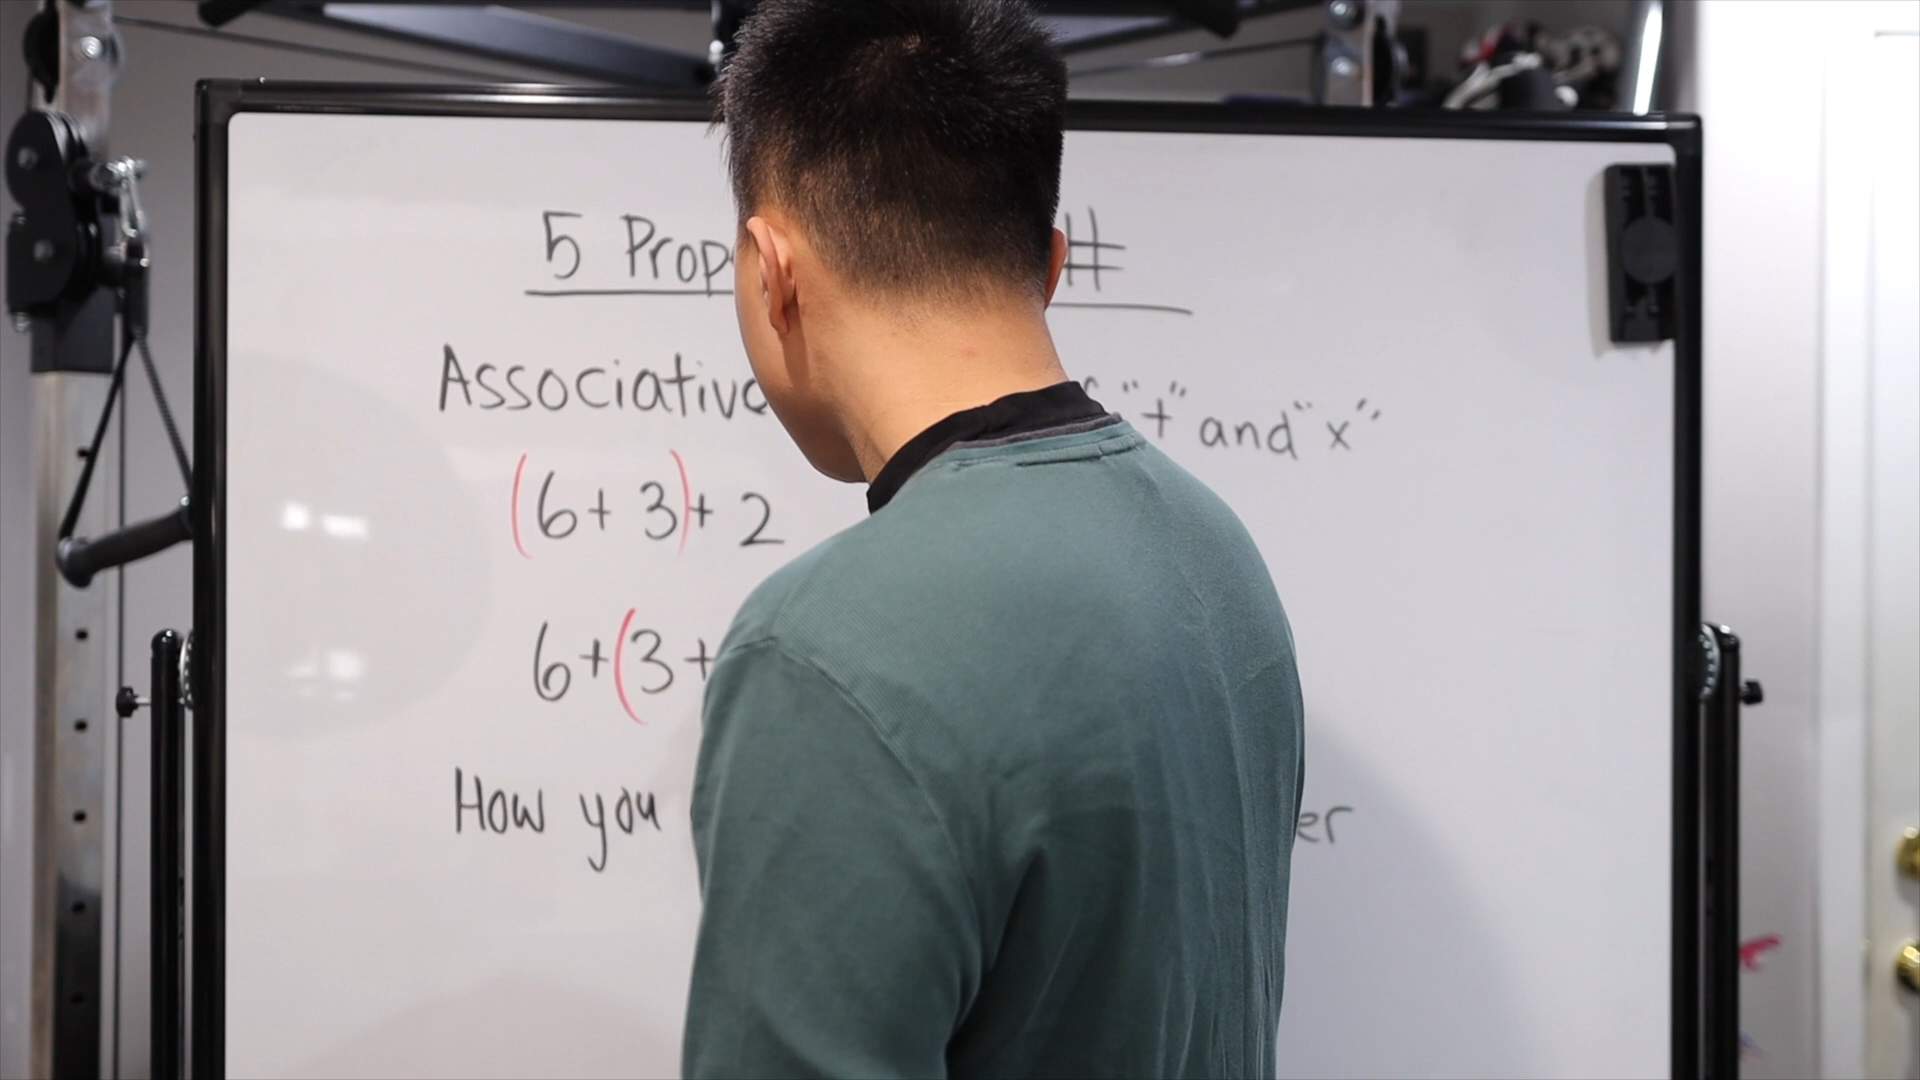 5 Prop #
Associative "+" and "x"
(6+3)+2
6+(3+
How you er